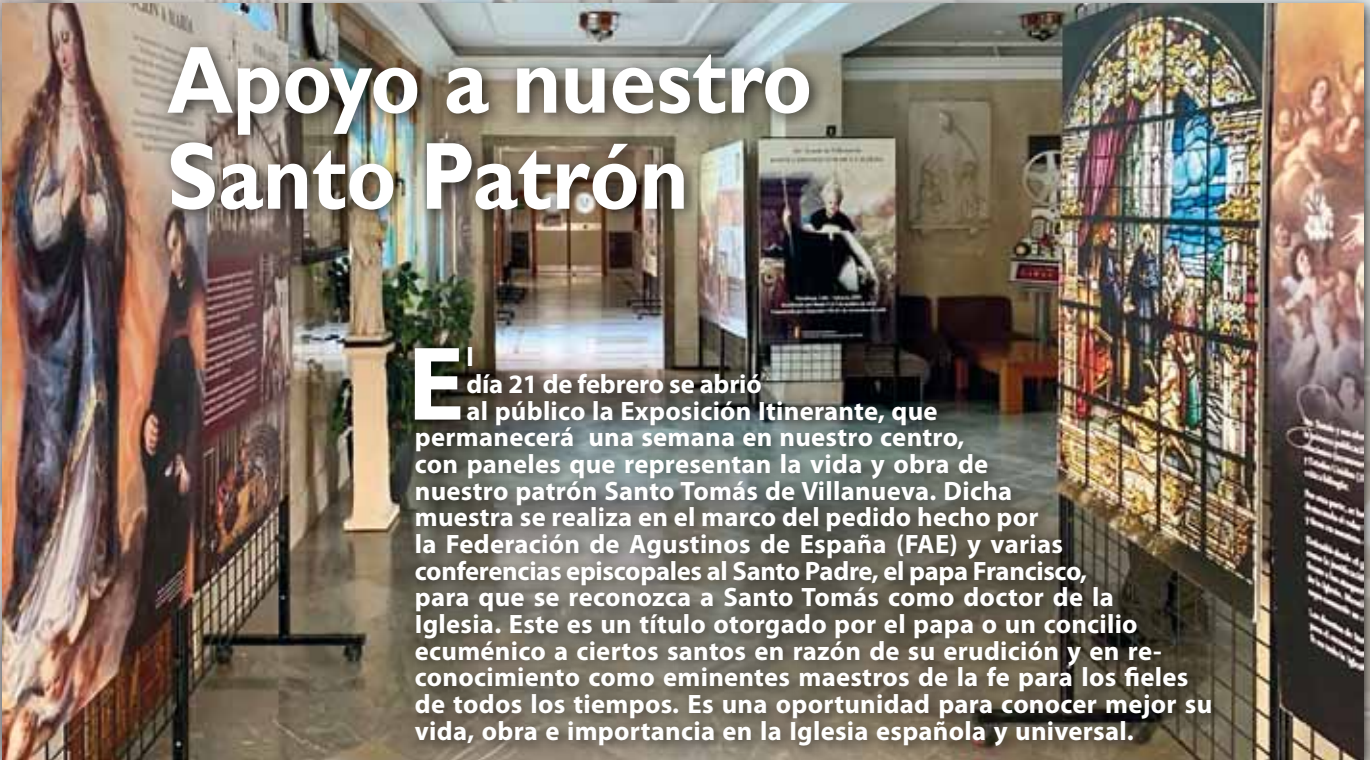 Apoyo a nuestro
Santo Patrón
El
día 21 de febrero se abrió
al público la Exposición Itinerante, que
permanecerá una semana en nuestro centro,
con paneles que representan la vida y obra de
nuestro patrón Santo Tomás de Villanueva. Dicha
muestra se realiza en el marco del pedido hecho por
la Federación de Agustinos de España (FAE) y varias
conferencias episcopales al Santo Padre, el papa Francisco,
para que se reconozca a Santo Tomás como doctor de la
Iglesia. Este es un título otorgado por el papa o un concilio
ecuménico a ciertos santos en razón de su erudición y en re-
conocimiento como eminentes maestros de la fe para los fieles
de todos los tiempos. Es una oportunidad para conocer mejor su
vida, obra e importancia en la Iglesia española y universal.